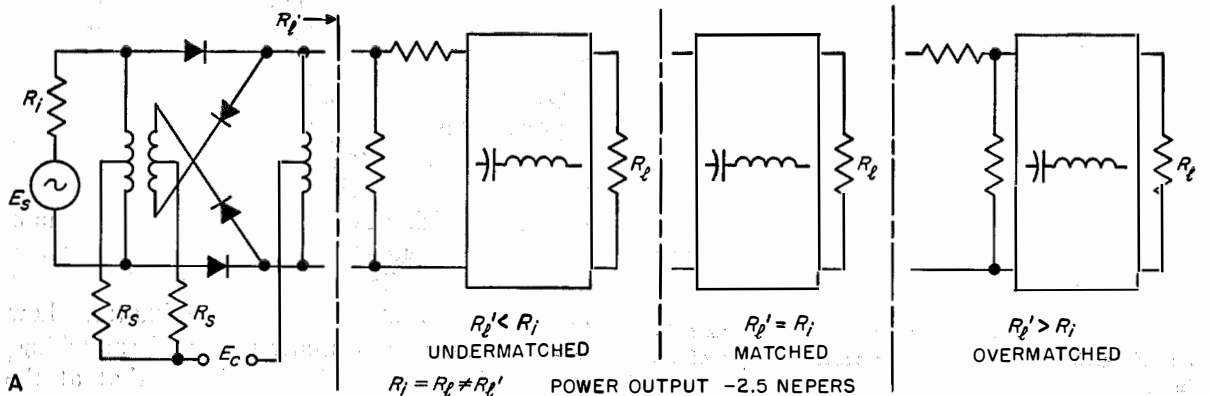 Rℓ'
Ri
ES
RS
RS
EC
Rℓ
Rℓ
Rℓ
Rℓ' < Ri
UNDERMATCHED
Rℓ' = Ri
MATCHED
Rℓ' > Ri
OVERMATCHED
A
Ri = Rℓ ≠ Rℓ' POWER OUTPUT -2.5 NEPERS